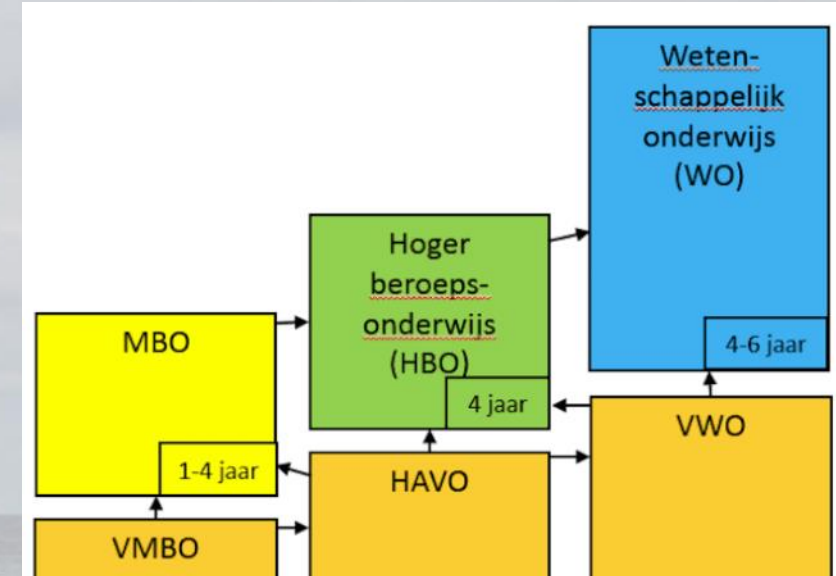 Weten-
schappelijk
onderwijs
(WO)
4-6 jaar
Hoger
beroeps-
onderwijs
(HBO)
4 jaar
MBO
1-4 jaar
VWO
HAVO
VMBO